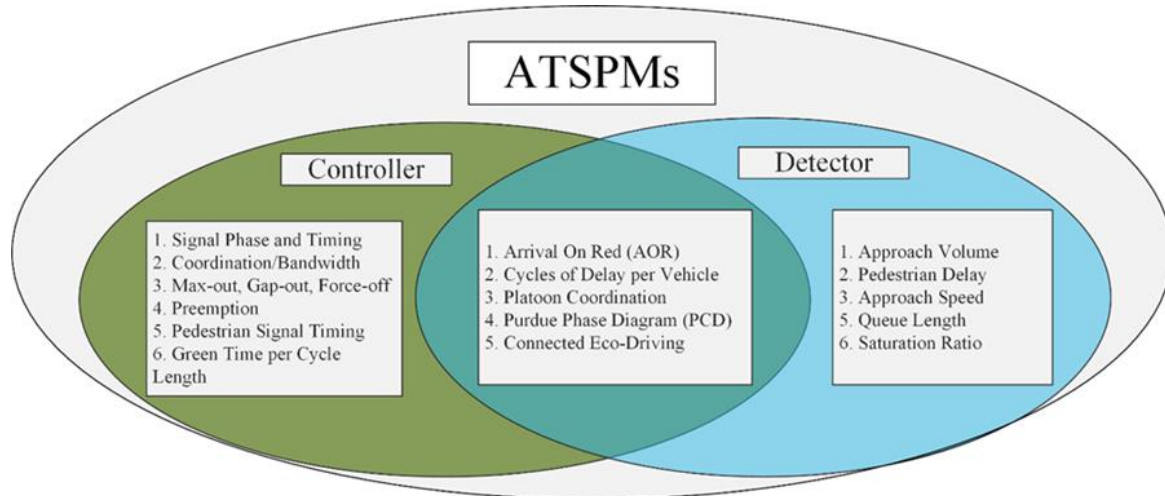 ATSPMs
Controller
1. Signal Phase and Timing
2. Coordination/Bandwidth
3. Max-out, Gap-out, Force-off
4. Preemption
5. Pedestrian Signal Timing
6. Green Time per Cycle
Length
1. Arrival On Red (AOR)
2. Cycles of Delay per Vehicle
3. Platoon Coordination
4. Purdue Phase Diagram (PCD)
5. Connected Eco-Driving
Detector
1. Approach Volume
2. Pedestrian Delay
3. Approach Speed
5. Queue Length
6. Saturation Ratio